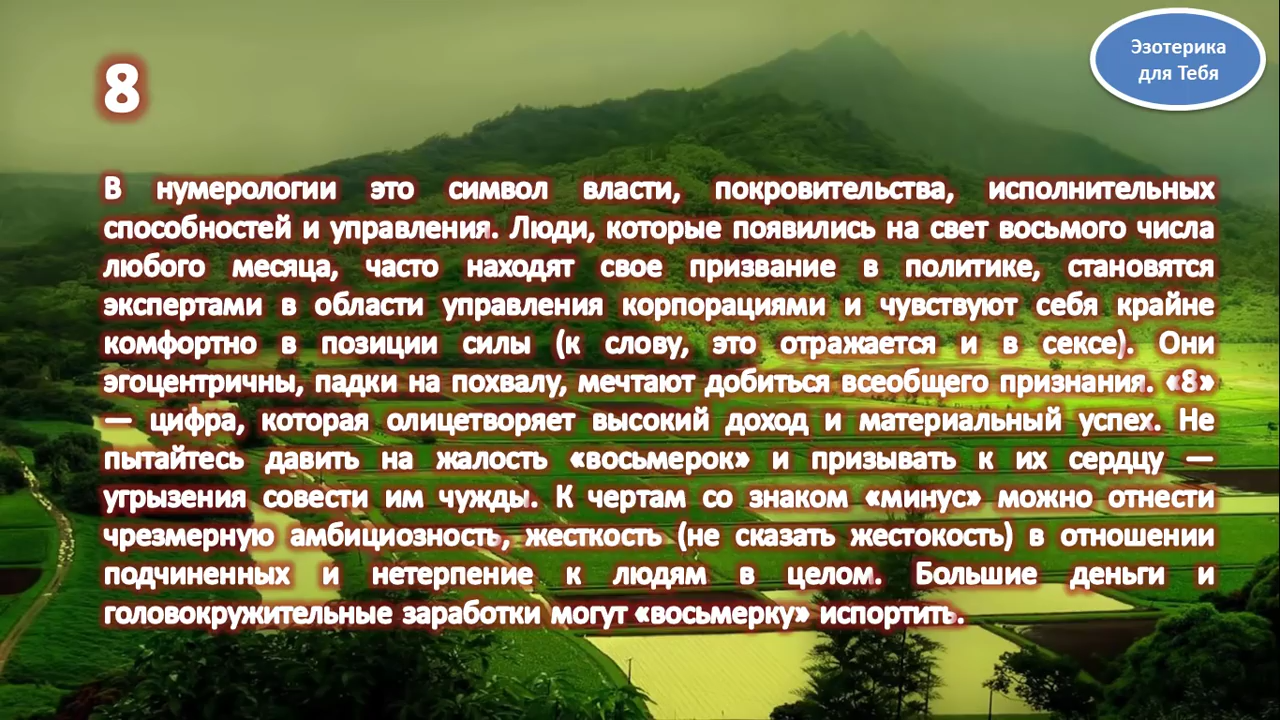 Эзотерика
для Тебя
8
В нумерологии это символ власти, покровительства, исполнительных
способностей и управления. Люди, которые появились на свет восьмого числа
любого месяца, часто находят свое призвание в политике, становятся
экспертами в области управления корпорациями и чувствуют себя крайне
комфортно в позиции силы (к слову, это отражается и в сексе). Они
эгоцентричны, падки на похвалу, мечтают добиться всеобщего признания. «8»
— цифра, которая олицетворяет высокий доход и материальный успех. Не
пытайтесь давить на жалость «восьмерок» и призывать к их сердцу —
угрызения совести им чужды. К чертам со знаком «минус» можно отнести
чрезмерную амбициозность, жесткость (не сказать жестокость) в отношении
подчиненных и нетерпение к людям в целом. Большие деньги и
головокружительные заработки могут «восьмерку» испортить.